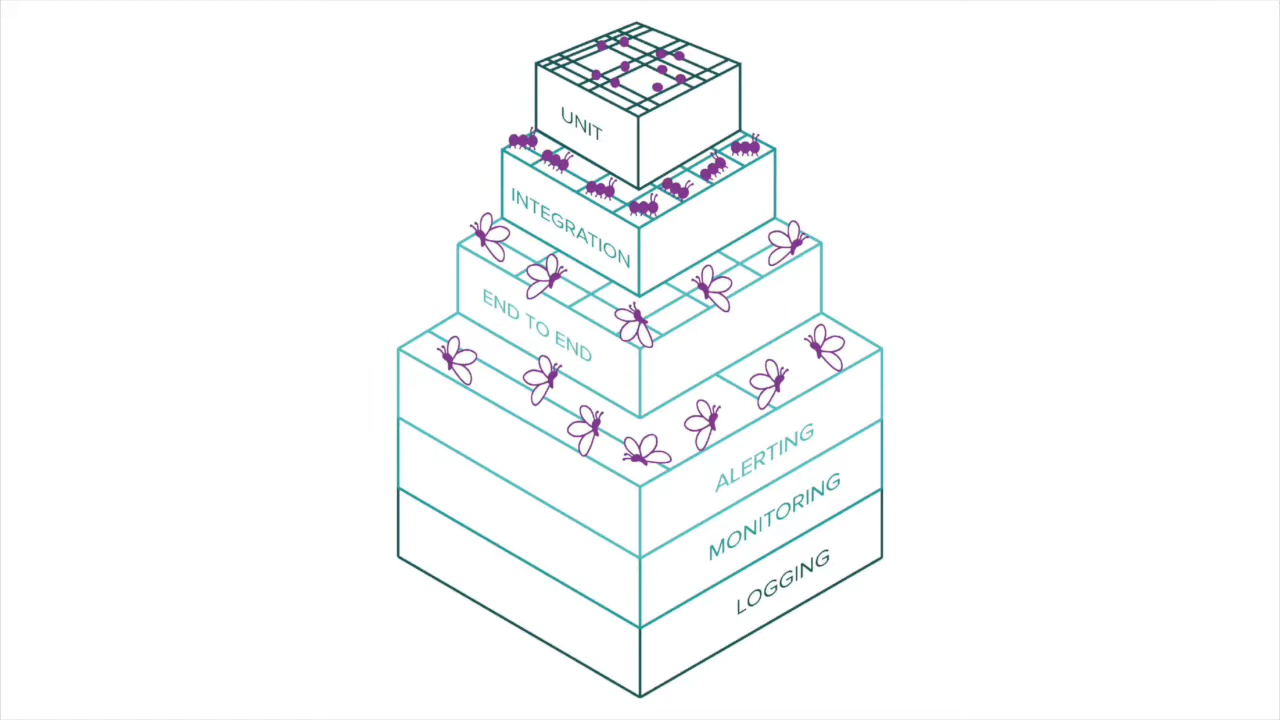 UNIT
INTEGRATION
END TO END
ALERTING
MONITORING
LOGGING